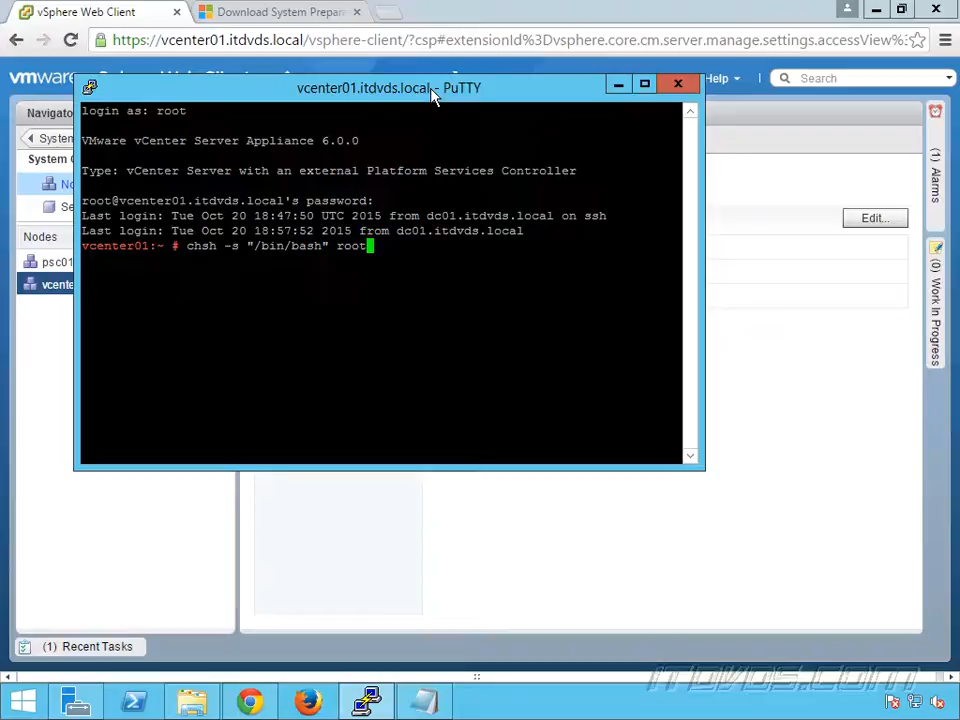 vSphere Web Client
Download System Prepar
https://vcenter01.itdvds.local/vsphere-client/?csp#extensionId%3Dvsphere.core.cm.server.manage.settings.accessView%
vmware
Help
Search
vcenter01.itdvds.local - PuTTY
login as: root
VMware vCenter Server Appliance 6.0.0
Type: vCenter Server with an external Platform Services Controller
root@vcenter01.itdvds.local's password:
Last login: Tue Oct 20 18:47:50 UTC 2015 from dc01.itdvds.local on ssh
Last login: Tue Oct 20 18:57:52 2015 from dc01.itdvds.local
vcenter01:~ # chsh -s "/bin/bash" root
Navigato
System
System C
No
Se
Nodes
psc01
vcente
Edit...
(1) Alarms
(0) Work In Progress
(1) Recent Tasks
ITDVDS.COM